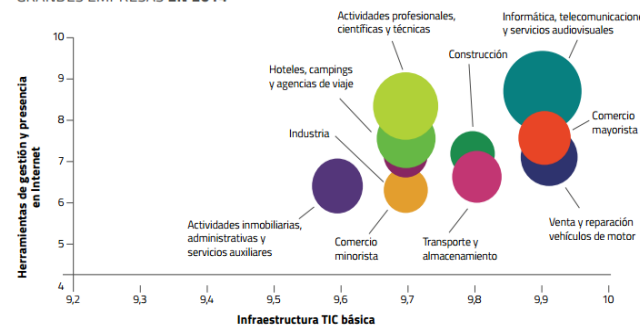 Actividades profesionales,
científicas y técnicas
Informática, telecomunicacione
y servicios audiovisuales
Construcción
Hoteles, campings
y agencias de viaje
Industria
Comercio
mayorista
Actividades inmobiliarias,
administrativas y
servicios auxiliares
Comercio
minorista
Transporte y
almacenamiento
Venta y reparación
vehículos de motor
Herramientas de gestión y presencia
en Internet
10
9
8
7
6
5
4
9,2
9,3
9,4
9,5
9,6
9,7
9,8
9,9
10
Infraestructura TIC básica